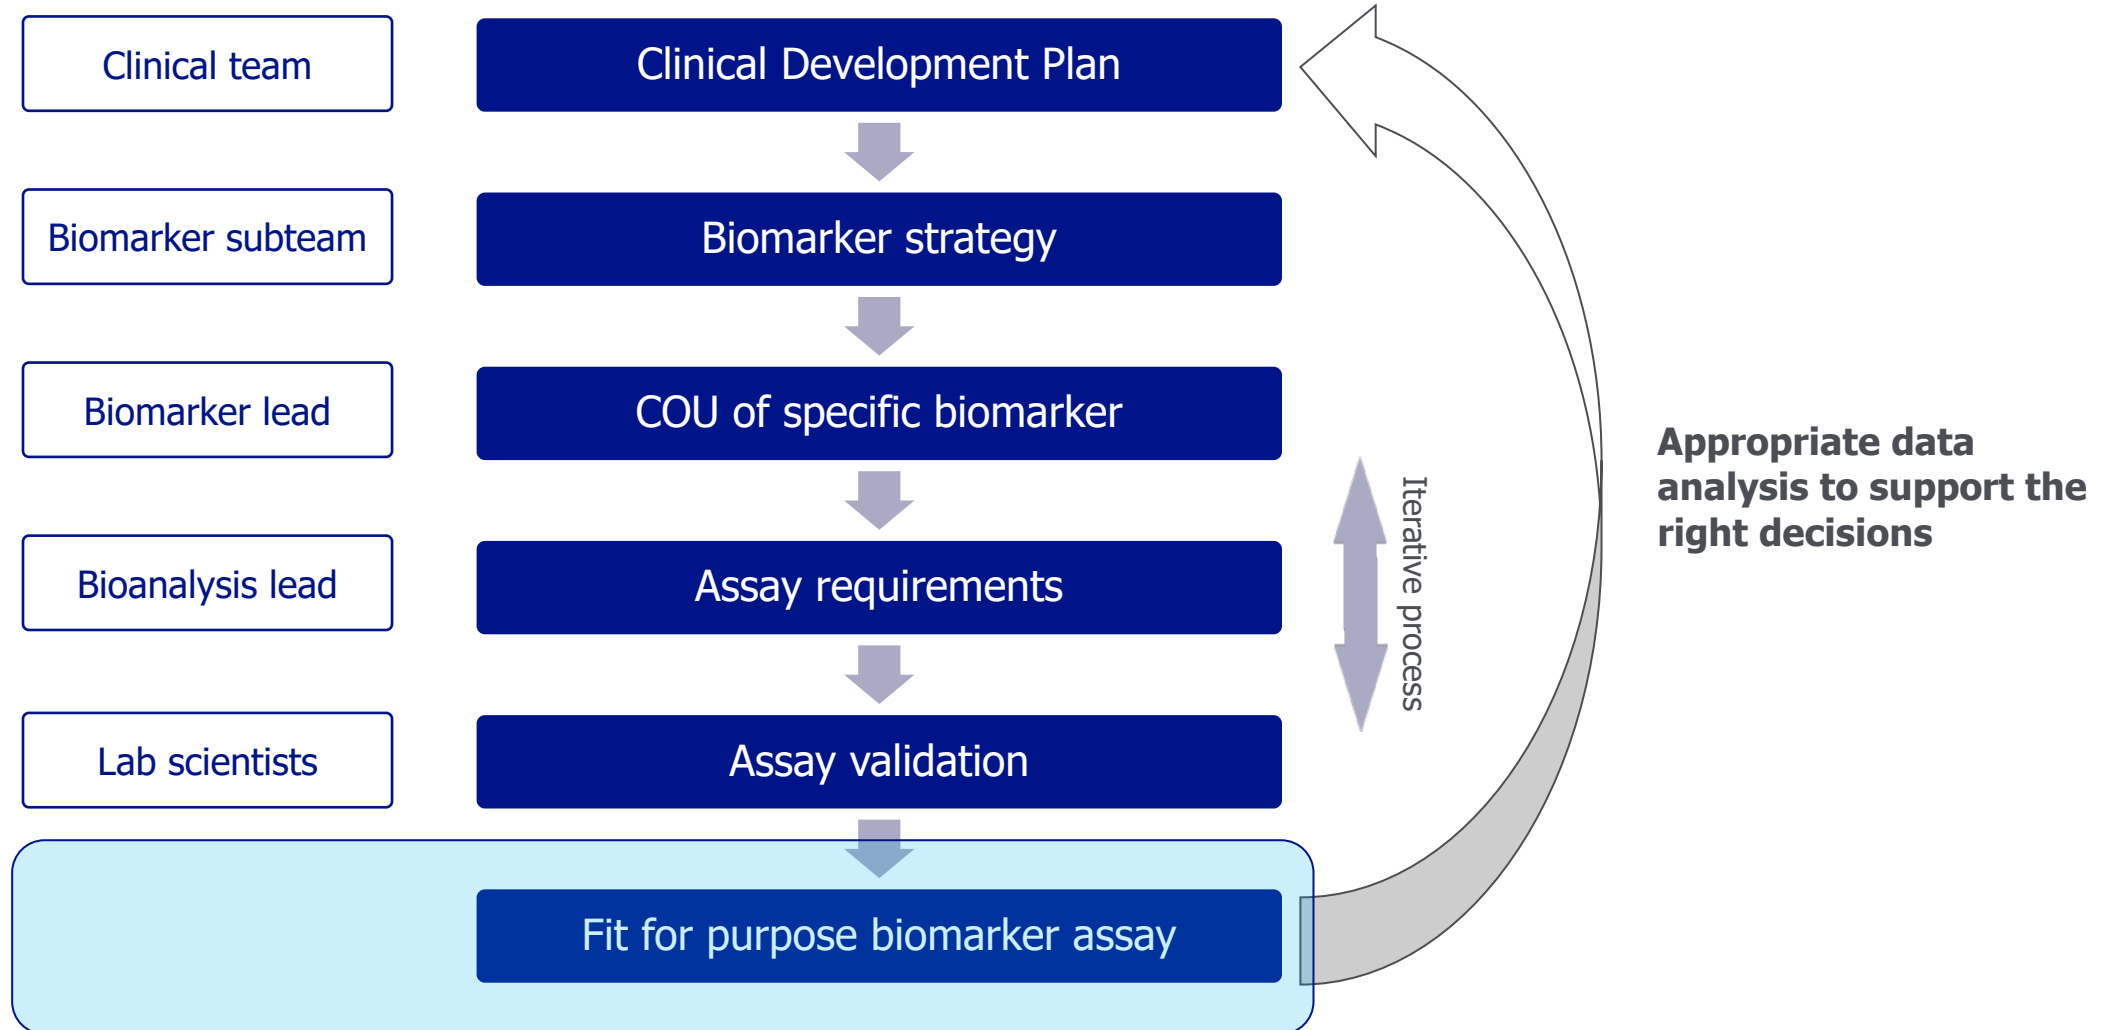 Clinical team
Clinical Development Plan
Biomarker subteam
Biomarker strategy
Biomarker lead
COU of specific biomarker
Bioanalysis lead
Assay requirements
Lab scientists
Assay validation
Fit for purpose biomarker assay
Iterative process
Appropriate data
analysis to support the
right decisions